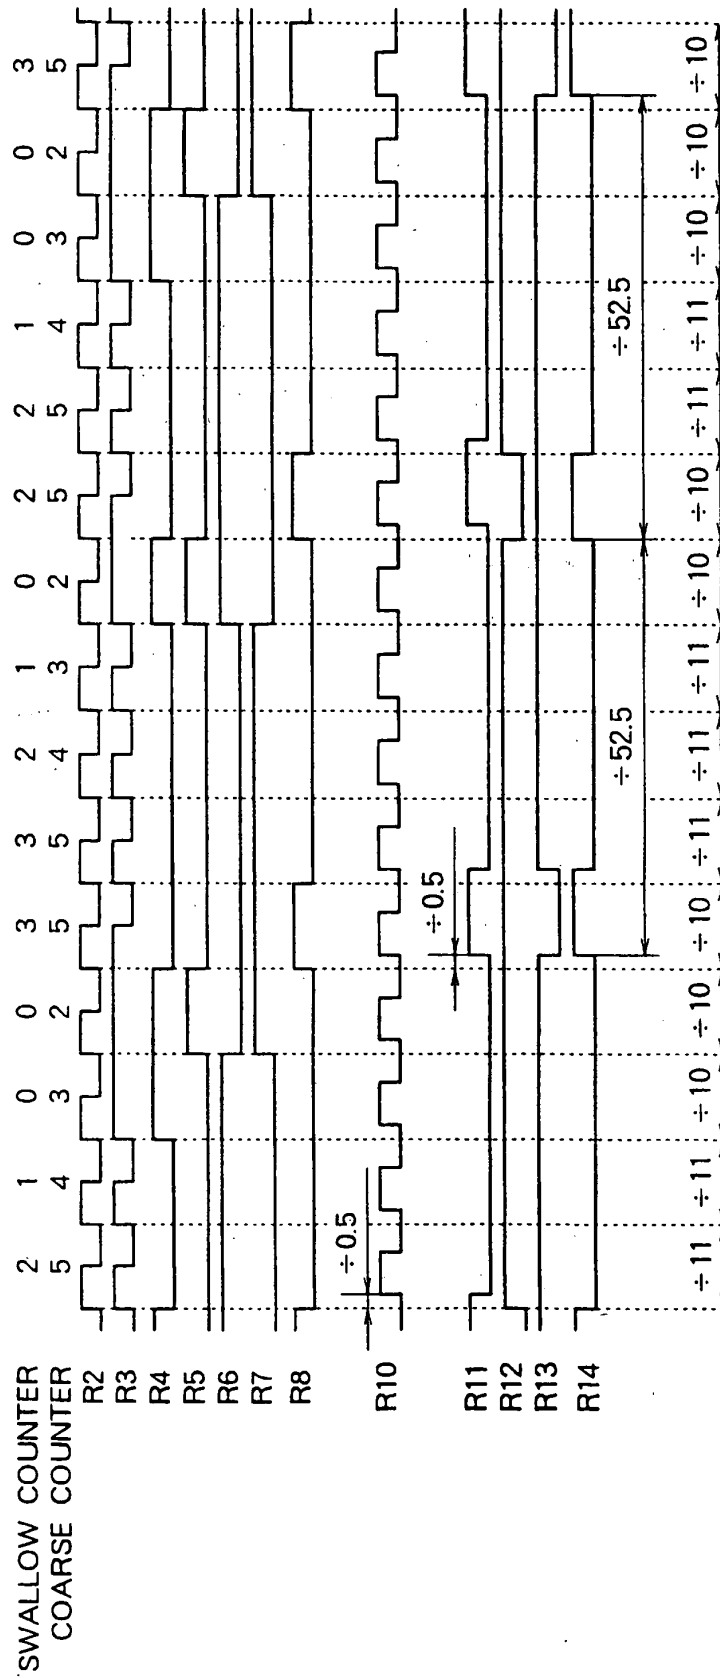 SWALLOW COUNTER 2 1 0 0 3 3 2 1 0 2 2 1 0 0 3
COARSE COUNTER 5 4 3 2 5 5 4 3 2 5 5 4 3 2 5
R2
R3
R4
R5
R6
R7
R8
÷0.5
R10
÷0.5
R11
R12
R13
R14
÷52.5 ÷52.5
÷11 ÷11 ÷10 ÷10 ÷10 ÷11 ÷11 ÷11 ÷10 ÷10 ÷11 ÷11 ÷10 ÷10 ÷10